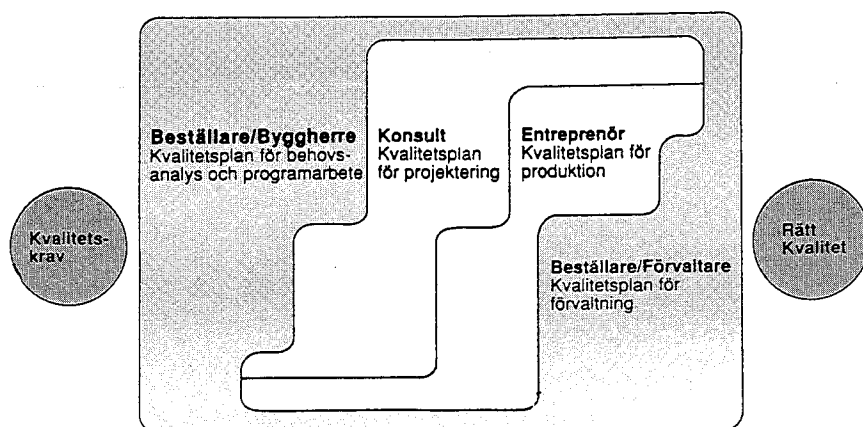 Beställare/Byggherre
Kvalitetsplan för behovs-
analys och programarbete
Konsult
Kvalitetsplan
för projektering
Entreprenör
Kvalitetsplan för
produktion
Kvalitets-
krav
Beställare/Förvaltare
Kvalitetsplan för
förvaltning
Rätt
Kvalitet